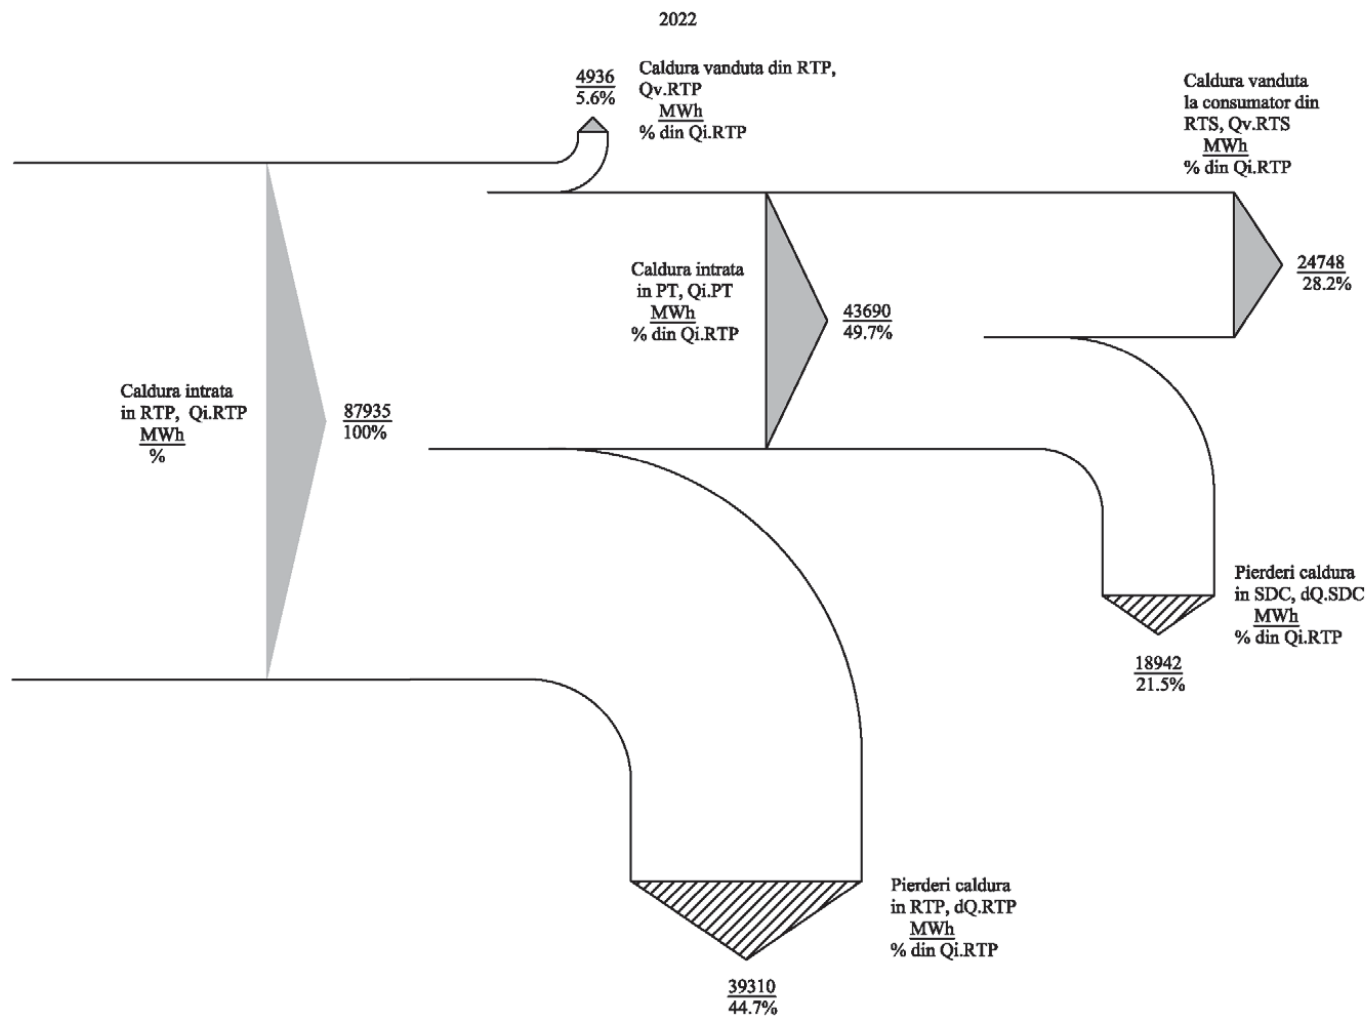 2022
4936
5.6%
Caldura vanduta din RTP,
Qv.RTP
MWh
% din Qi.RTP
Caldura vanduta
la consumator din
RTS, Qv.RTS
MWh
% din Qi.RTP
24748
28.2%
Caldura intrata
in PT, Qi.PT
MWh
% din Qi.RTP
43690
49.7%
Caldura intrata
in RTP, Qi.RTP
MWh
%
87935
100%
Pierderi caldura
in SDC, dQ.SDC
MWh
% din Qi.RTP
18942
21.5%
Pierderi caldura
in RTP, dQ.RTP
MWh
% din Qi.RTP
39310
44.7%